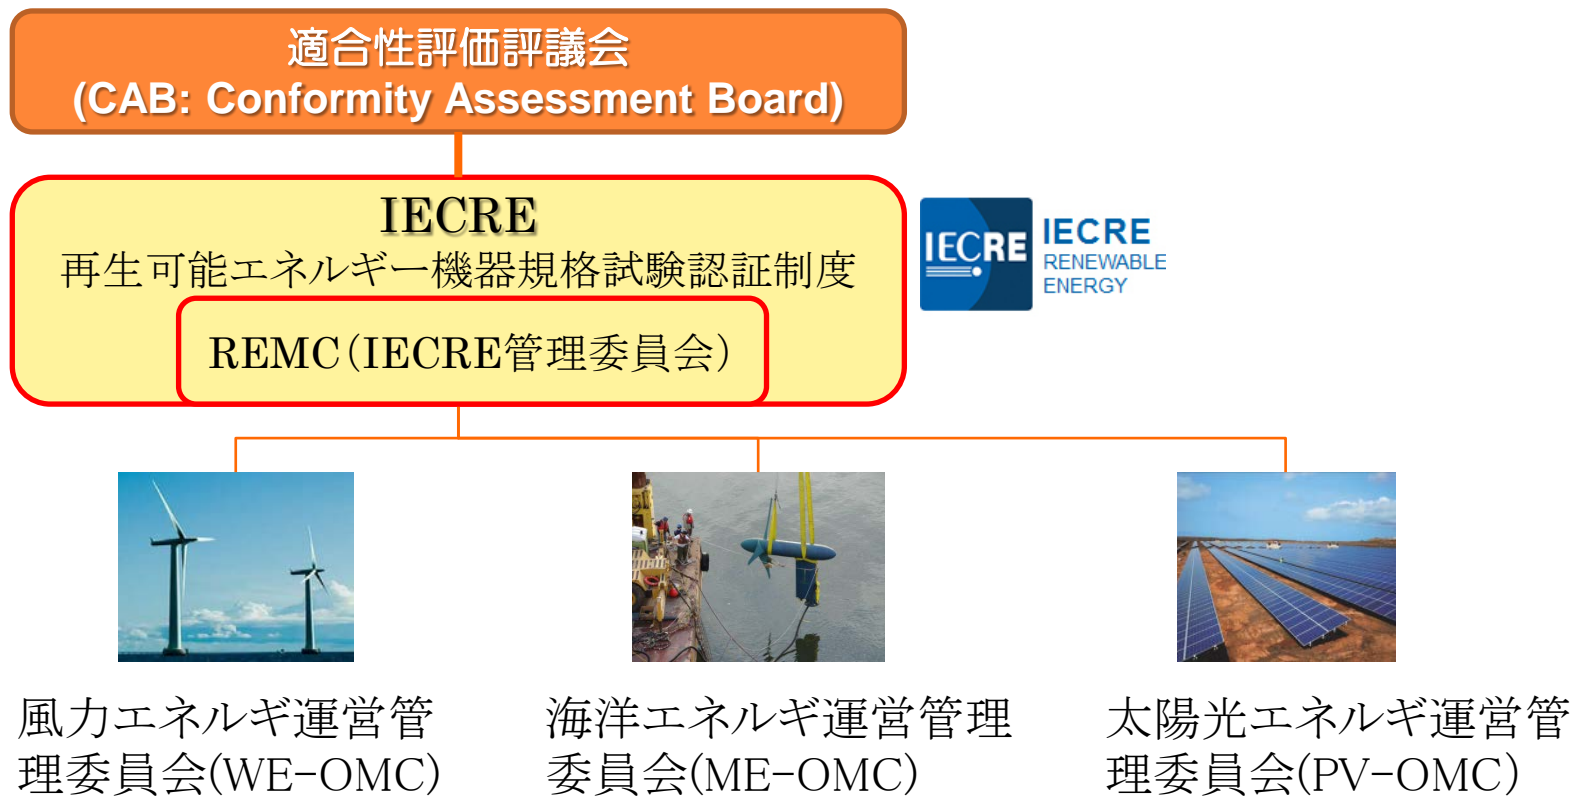 適合性評価評議会
(CAB: Conformity Assessment Board)
IECRE
再生可能エネルギー機器規格試験認証制度
REMC(IECRE管理委員会)
IECRE
IECRE
RENEWABLE
ENERGY
風力エネルギ運営管
理委員会(WE-OMC)
海洋エネルギ運営管理
委員会(ME-OMC)
太陽光エネルギ運営管
理委員会(PV-OMC)